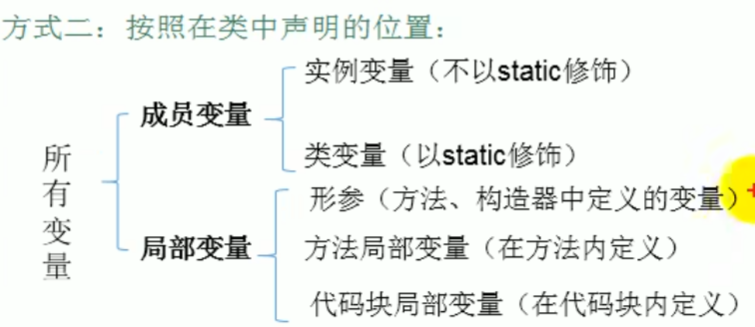 方式二：按照在类中声明的位置：
所有变量
成员变量
实例变量（不以static修饰）
类变量（以static修饰）
局部变量
形参（方法、构造器中定义的变量）
方法局部变量（在方法内定义）
代码块局部变量（在代码块内定义）